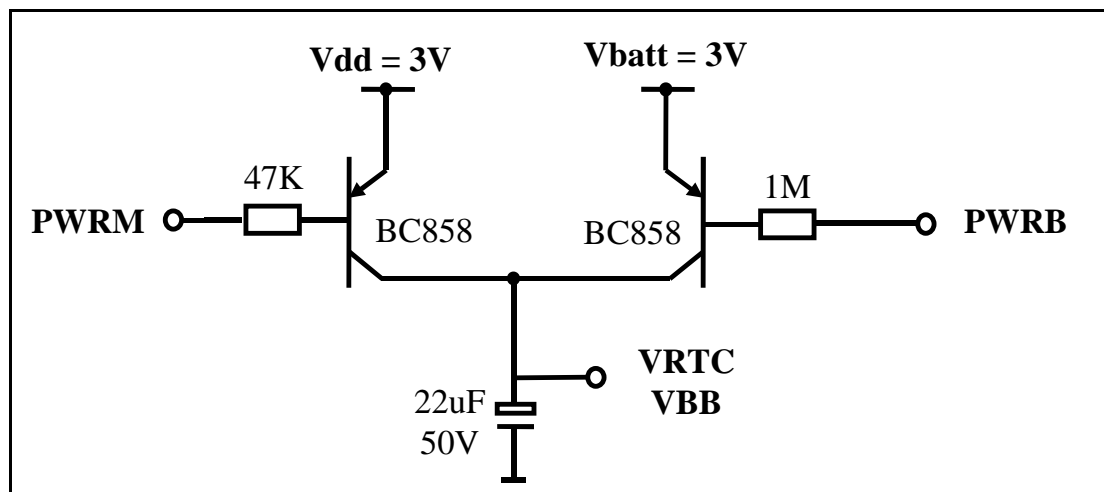 Vdd = 3V
Vbatt = 3V
47K
1M
PWRM
BC858
BC858
PWRB
VRTC
VBB
22uF
50V